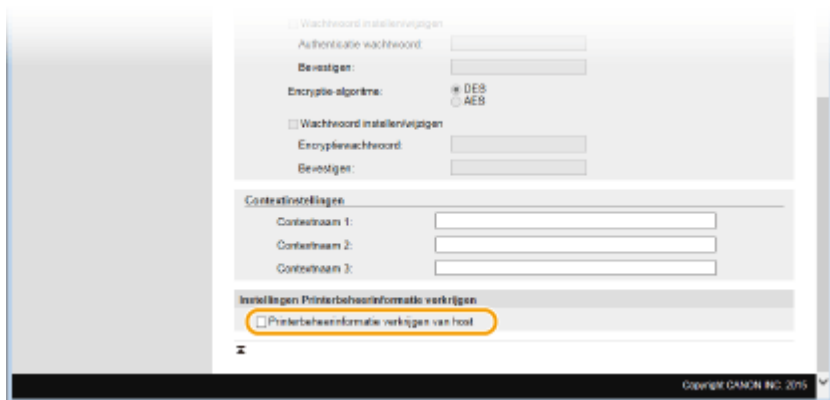 Wachtwoord instellen/wijzigen
Authenticatie wachtwoord:
Bevestigen:
Encryptie-algoritme:
DES
AES
Wachtwoord instellen/wijzigen
Encryptiewachtwoord:
Bevestigen:
Contextinstellingen
Contextnaam 1:
Contextnaam 2:
Contextnaam 3:
Instellingen Printerbeheerinformatie verkrijgen
Printerbeheerinformatie verkrijgen van host
Copyright CANON INC. 2015